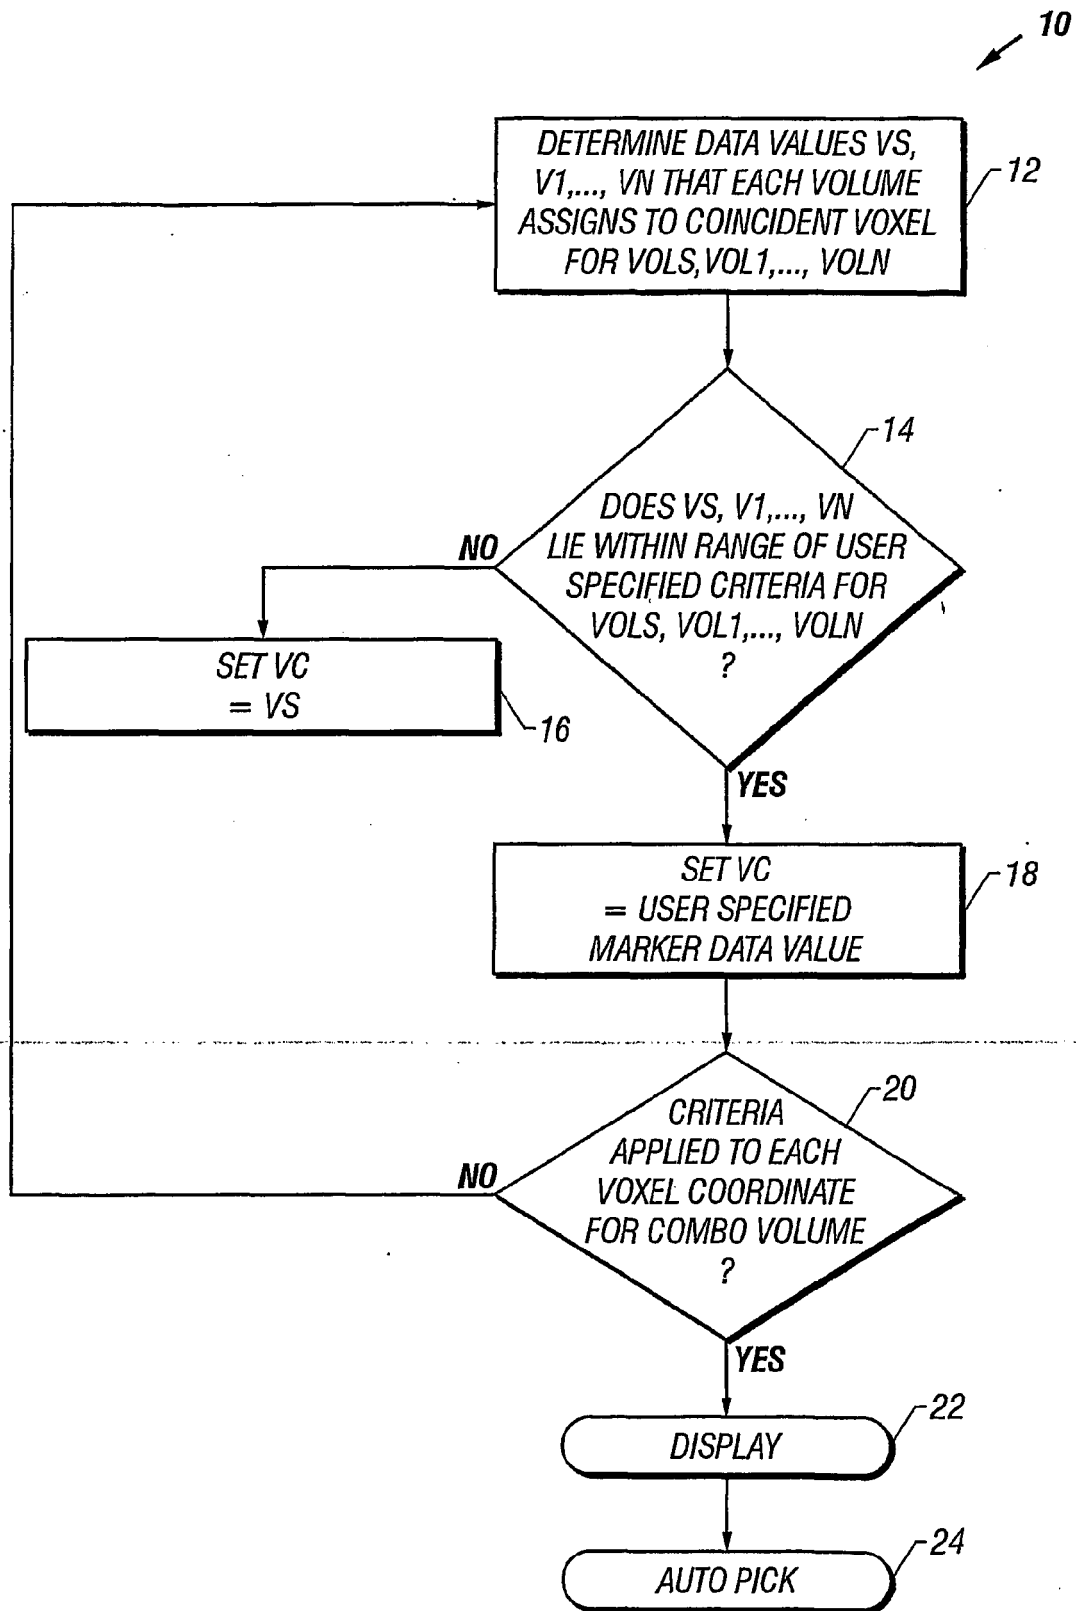 10
DETERMINE DATA VALUES VS,
V1,..., VN THAT EACH VOLUME
ASSIGNS TO COINCIDENT VOXEL
FOR VOLS, VOL1,..., VOLN
12
14
DOES VS, V1,..., VN
LIE WITHIN RANGE OF USER
SPECIFIED CRITERIA FOR
VOLS, VOL1,..., VOLN
?
NO
SET VC
= VS
16
YES
SET VC
= USER SPECIFIED
MARKER DATA VALUE
18
20
CRITERIA
APPLIED TO EACH
VOXEL COORDINATE
FOR COMBO VOLUME
?
NO
YES
22
DISPLAY
24
AUTO PICK